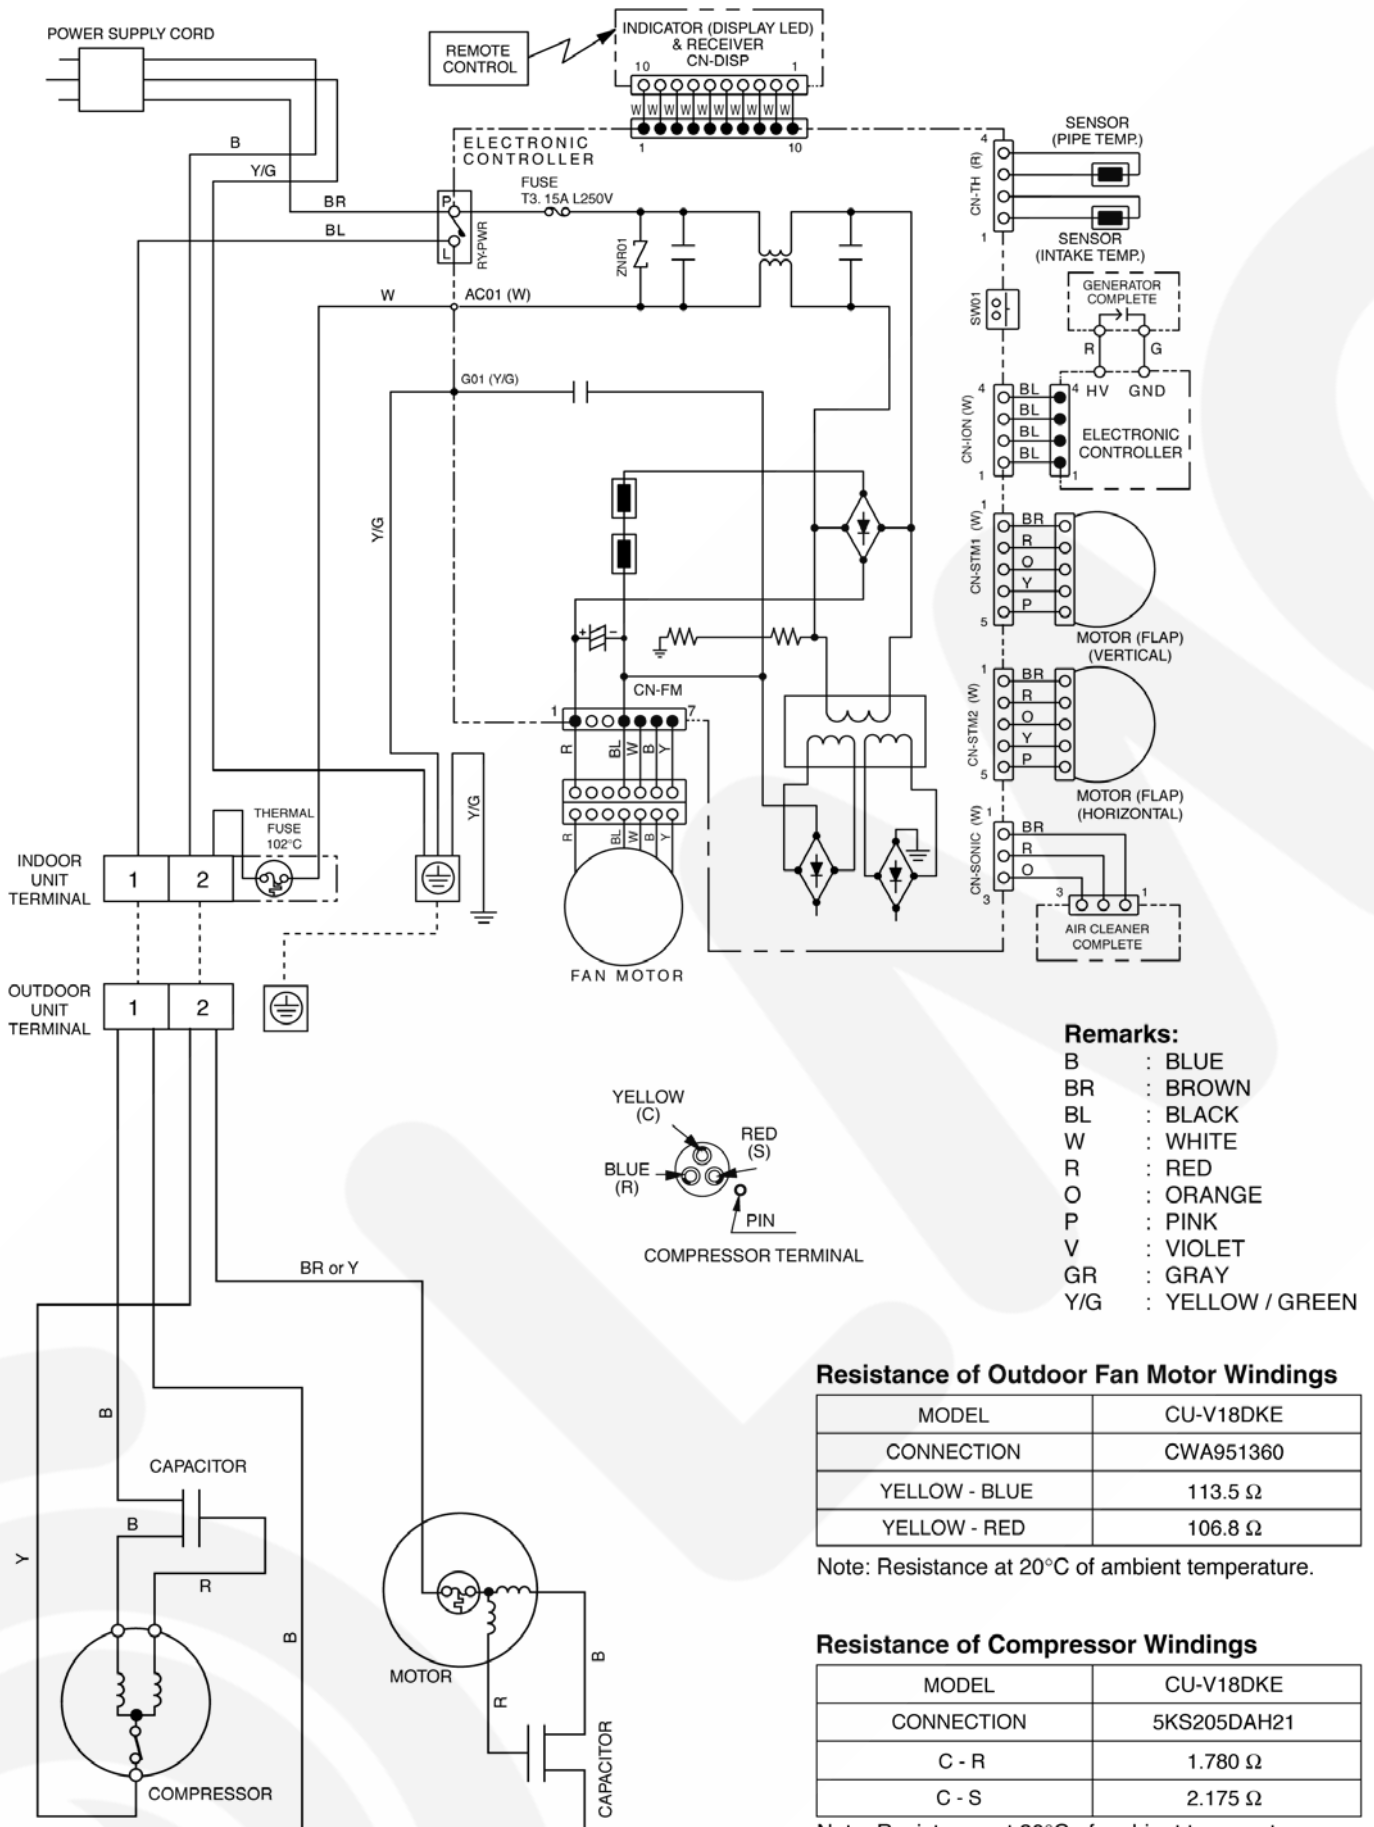 POWER SUPPLY CORD
REMOTE
CONTROL
INDICATOR (DISPLAY LED)
& RECEIVER
CN-DISP
10 1
W W W W W W W W W W
1 10
ELECTRONIC
CONTROLLER
FUSE
T3. 15A L250V
B
Y/G
BR
BL
P
L
RY-PWR
ZNR01
W
AC01 (W)
G01 (Y/G)
Y/G
4
CN-TH (R)
1
SENSOR
(PIPE TEMP.)
SENSOR
(INTAKE TEMP.)
SW01
GENERATOR
COMPLETE
R G
HV GND
4
CN-ION (W)
1
BL
BL
BL
BL
4
1
ELECTRONIC
CONTROLLER
1
CN-STM1 (W)
5
BR
R
O
Y
P
MOTOR (FLAP)
(VERTICAL)
1
CN-STM2 (W)
5
BR
R
O
Y
P
MOTOR (FLAP)
(HORIZONTAL)
1
CN-SONIC (W)
3
BR
R
O
3 1
AIR CLEANER
COMPLETE
+ −
CN-FM
1 7
R BL W B Y
R BL W B Y
FAN MOTOR
Y/G
THERMAL
FUSE
102°C
INDOOR
UNIT
TERMINAL
1 2
OUTDOOR
UNIT
TERMINAL
1 2
YELLOW
(C)
RED
(S)
BLUE
(R)
PIN
COMPRESSOR TERMINAL
Remarks:
B : BLUE
BR : BROWN
BL : BLACK
W : WHITE
R : RED
O : ORANGE
P : PINK
V : VIOLET
GR : GRAY
Y/G : YELLOW / GREEN
BR or Y
B
CAPACITOR
B
R
Y
B
COMPRESSOR
MOTOR
B
R
CAPACITOR
Resistance of Outdoor Fan Motor Windings
MODEL CU-V18DKE
CONNECTION CWA951360
YELLOW - BLUE 113.5 Ω
YELLOW - RED 106.8 Ω
Note: Resistance at 20°C of ambient temperature.
Resistance of Compressor Windings
MODEL CU-V18DKE
CONNECTION 5KS205DAH21
C - R 1.780 Ω
C - S 2.175 Ω